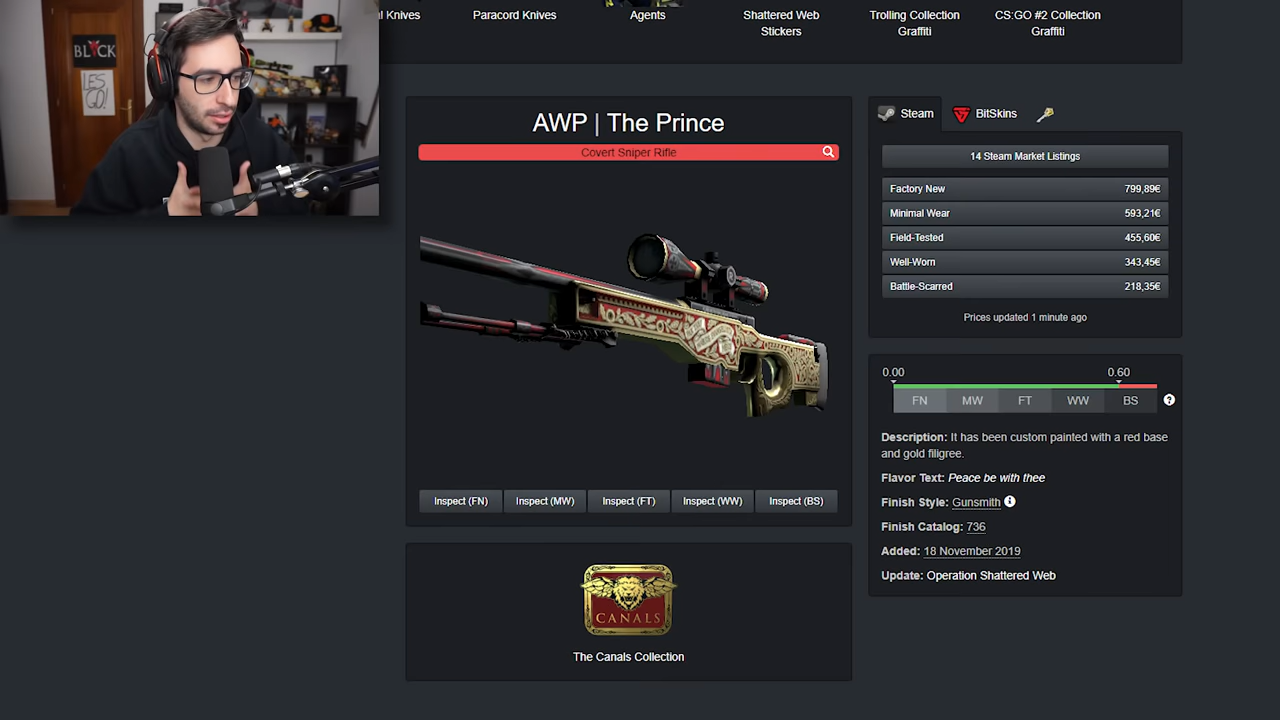 BLVCK
LES
GO!
l Knives
Paracord Knives
Agents
Shattered Web
Stickers
Trolling Collection
Graffiti
CS:GO #2 Collection
Graffiti
AWP | The Prince
Covert Sniper Rifle
Inspect (FN)
Inspect (MW)
Inspect (FT)
Inspect (WW)
Inspect (BS)
CANALS
The Canals Collection
Steam
BitSkins
14 Steam Market Listings
Factory New 799,89€
Minimal Wear 593,21€
Field-Tested 455,60€
Well-Worn 343,45€
Battle-Scarred 218,35€
Prices updated 1 minute ago
0.00 0.60
FN MW FT WW BS ?
Description: It has been custom painted with a red base
and gold filigree.
Flavor Text: Peace be with thee
Finish Style: Gunsmith
Finish Catalog: 736
Added: 18 November 2019
Update: Operation Shattered Web